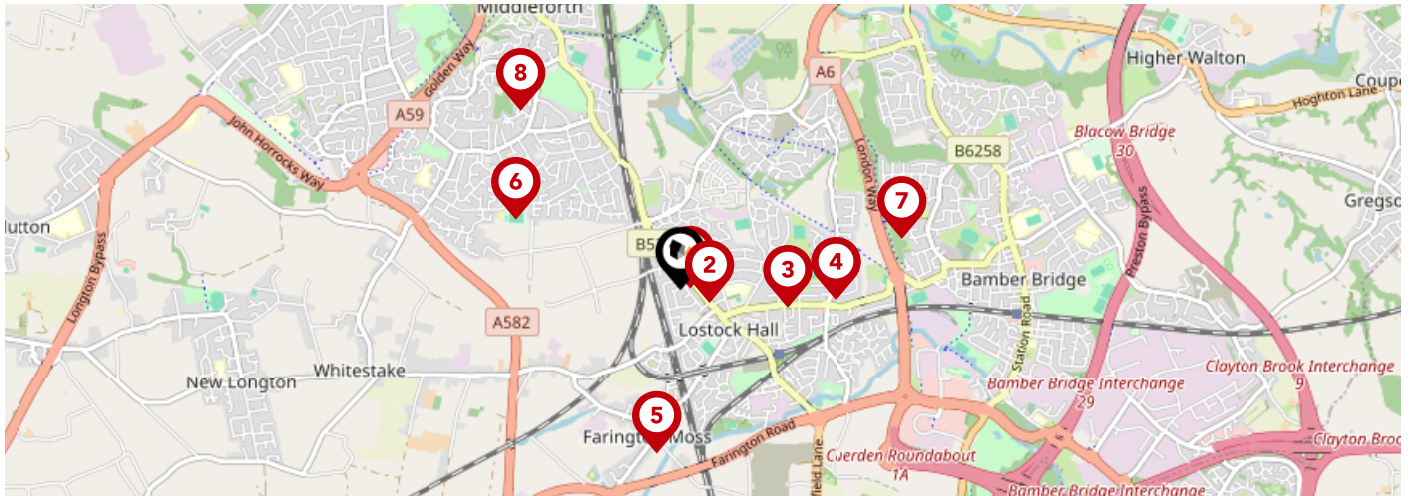 Middleforth
Golden Way
8
A6
Higher Walton
Coupe
A59
Hoghton Lane
John Horrocks Way
Blacow Bridge
30
London Way
B6258
6
7
Hutton
Gregso
B5
2
3
4
Preston Bypass
Longton Bypass
Bamber Bridge
A582
Lostock Hall
Station Road
New Longton
Whitestake
Clayton Brook Interchange
9
Bamber Bridge Interchange
29
5
Farington Moss
Farington Road
Clayton Broo
Cuerden Roundabout
1A
field Lane
Bamber Bridge Interchange